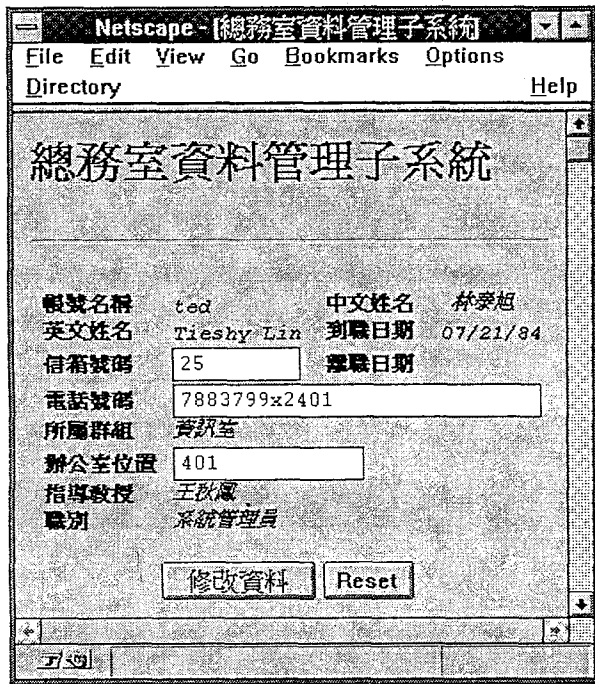 Netscape - [總務室資料管理子系統]
File Edit View Go Bookmarks Options
Directory Help
總務室資料管理子系統
帳號名稱 ted 中文姓名 林泰旭
英文姓名 Tieshy Lin 到職日期 07/21/84
信箱號碼 25 離職日期
電話號碼 7883799x2401
所屬群組 資訊室
辦公室位置 401
指導教授 王秋鳳
職別 系統管理員
修改資料 Reset